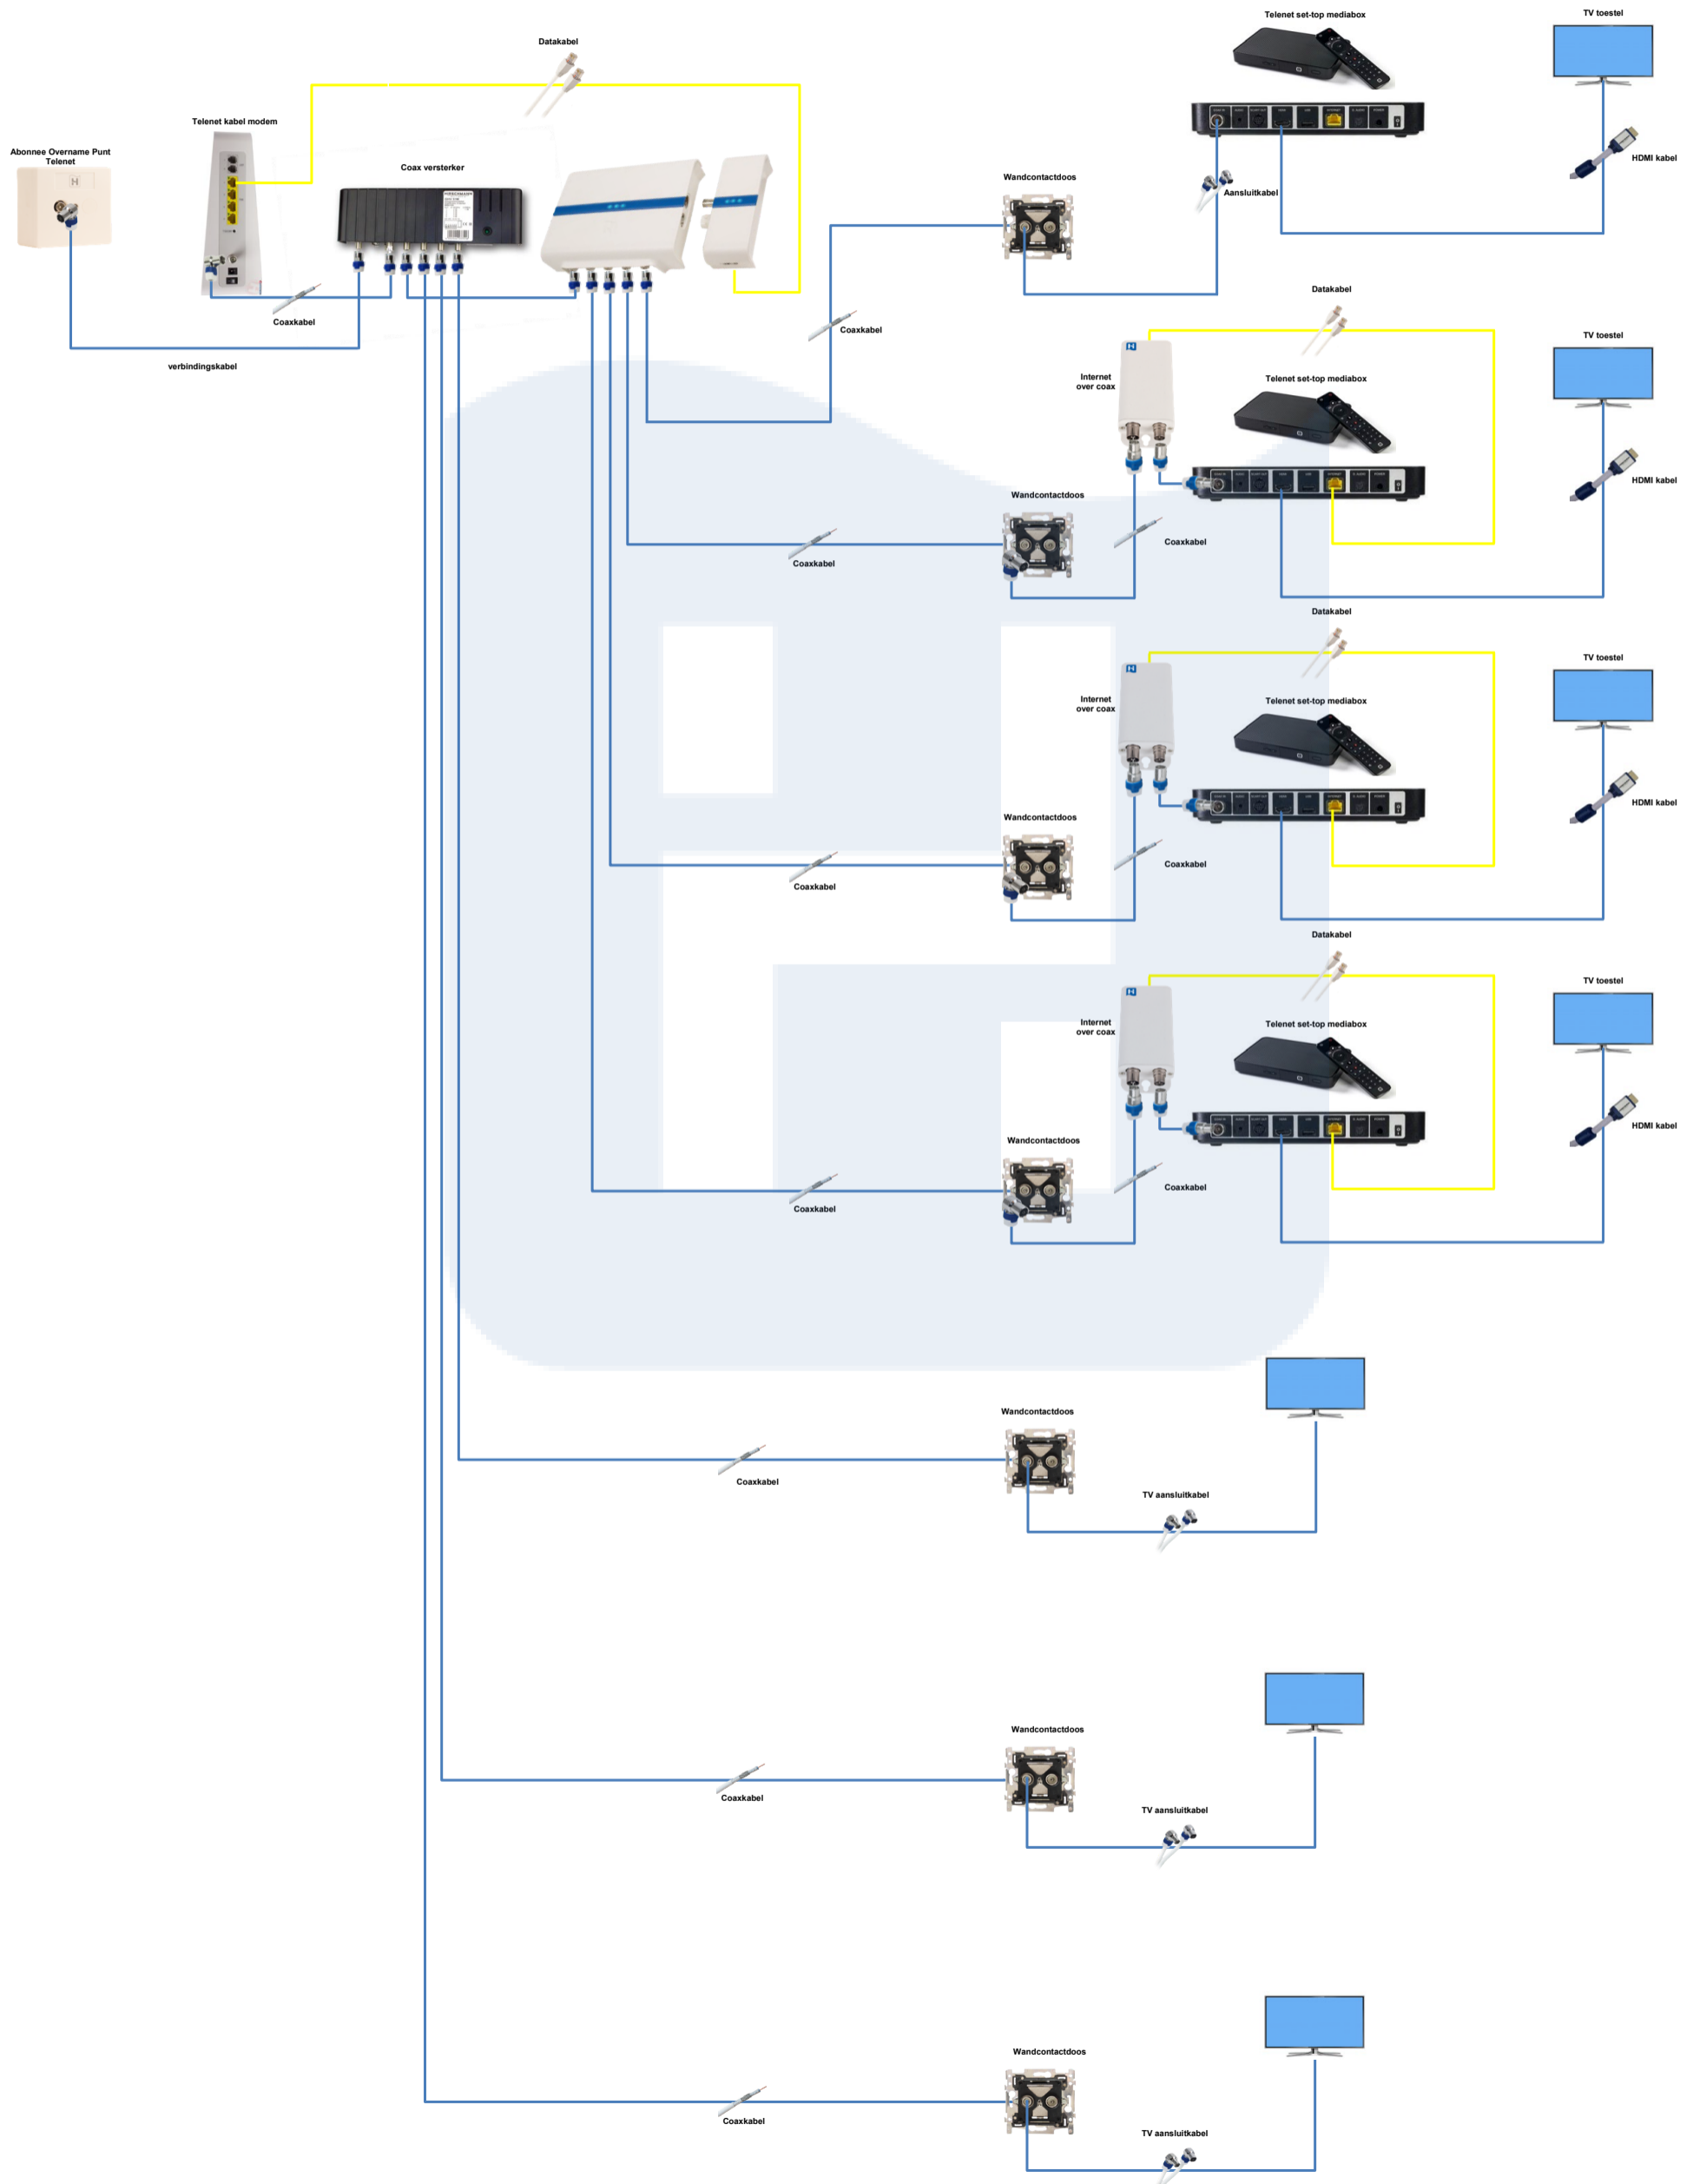 Telenet set-top mediabox
TV toestel
Datakabel
Telenet kabel modem
Abonnee Overname Punt
Telenet
H
Coax versterker
HDMI kabel
Wandcontactdoos
Aansluitkabel
Datakabel
Coaxkabel
Coaxkabel
TV toestel
verbindingskabel
Internet
over coax
Telenet set-top mediabox
HDMI kabel
Wandcontactdoos
Coaxkabel
Coaxkabel
Datakabel
TV toestel
Internet
over coax
Telenet set-top mediabox
HDMI kabel
Wandcontactdoos
Coaxkabel
Coaxkabel
Datakabel
TV toestel
Internet
over coax
Telenet set-top mediabox
HDMI kabel
Wandcontactdoos
Coaxkabel
Coaxkabel
Wandcontactdoos
Coaxkabel
TV aansluitkabel
Wandcontactdoos
Coaxkabel
TV aansluitkabel
Wandcontactdoos
Coaxkabel
TV aansluitkabel